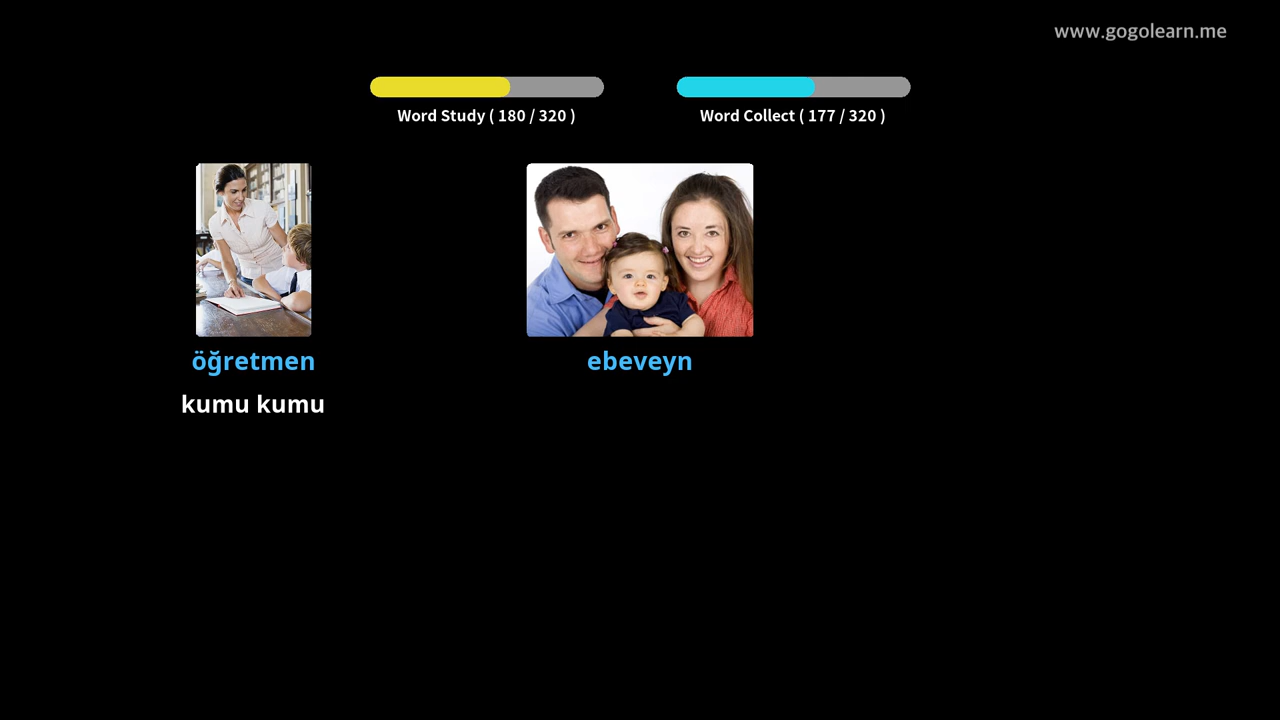 www.gogolearn.me
Word Study ( 180 / 320 )
Word Collect ( 177 / 320 )
öğretmen
ebeveyn
kumu kumu